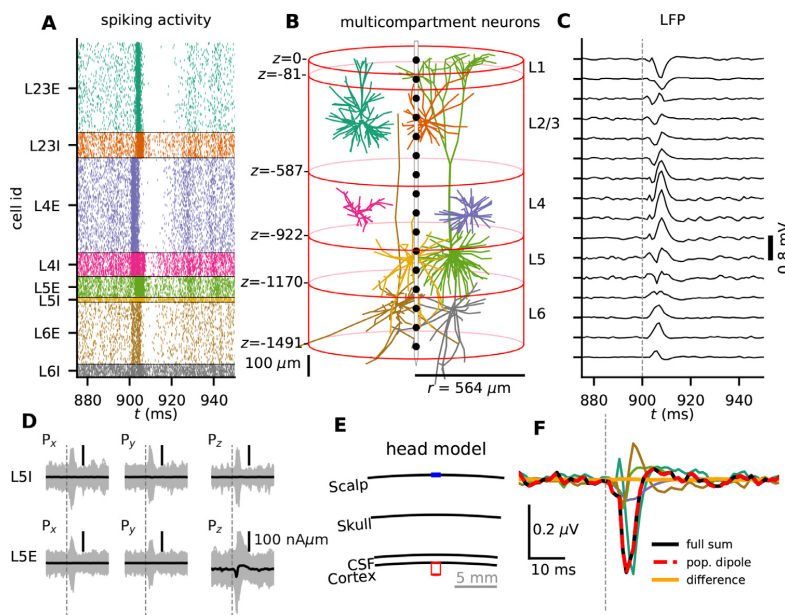 A spiking activity
B multicompartment neurons
C LFP
cell id
L23E
L23I
L4E
L4I
L5E
L5I
L6E
L6I
880 900 920 940
t (ms)
z=0
z=-81
z=-587
z=-922
z=-1170
z=-1491
100 μm
r = 564 μm
L1
L2/3
L4
L5
L6
0.8 mV
880 900 920 940
t (ms)
D
L5I
Px Py Pz
L5E
Px Py Pz
100 nAμm
E
head model
Scalp
Skull
CSF
Cortex
5 mm
F
0.2 μV
10 ms
full sum
pop. dipole
difference